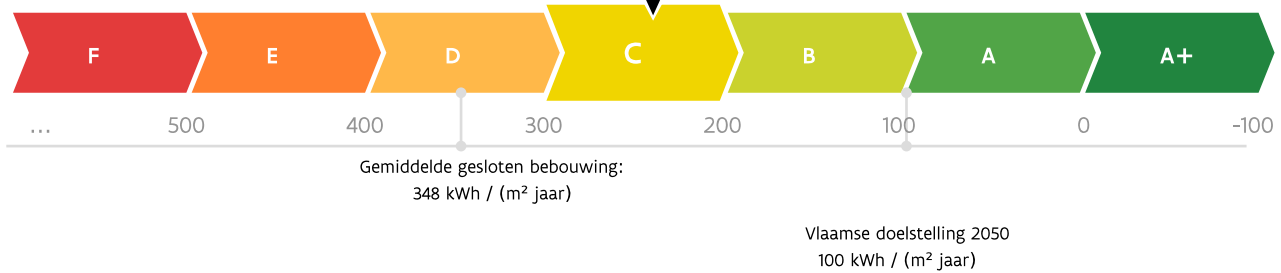 F E D C B A A+
... 500 400 300 200 100 0 -100
Gemiddelde gesloten bebouwing:
348 kWh / (m² jaar)
Vlaamse doelstelling 2050
100 kWh / (m² jaar)